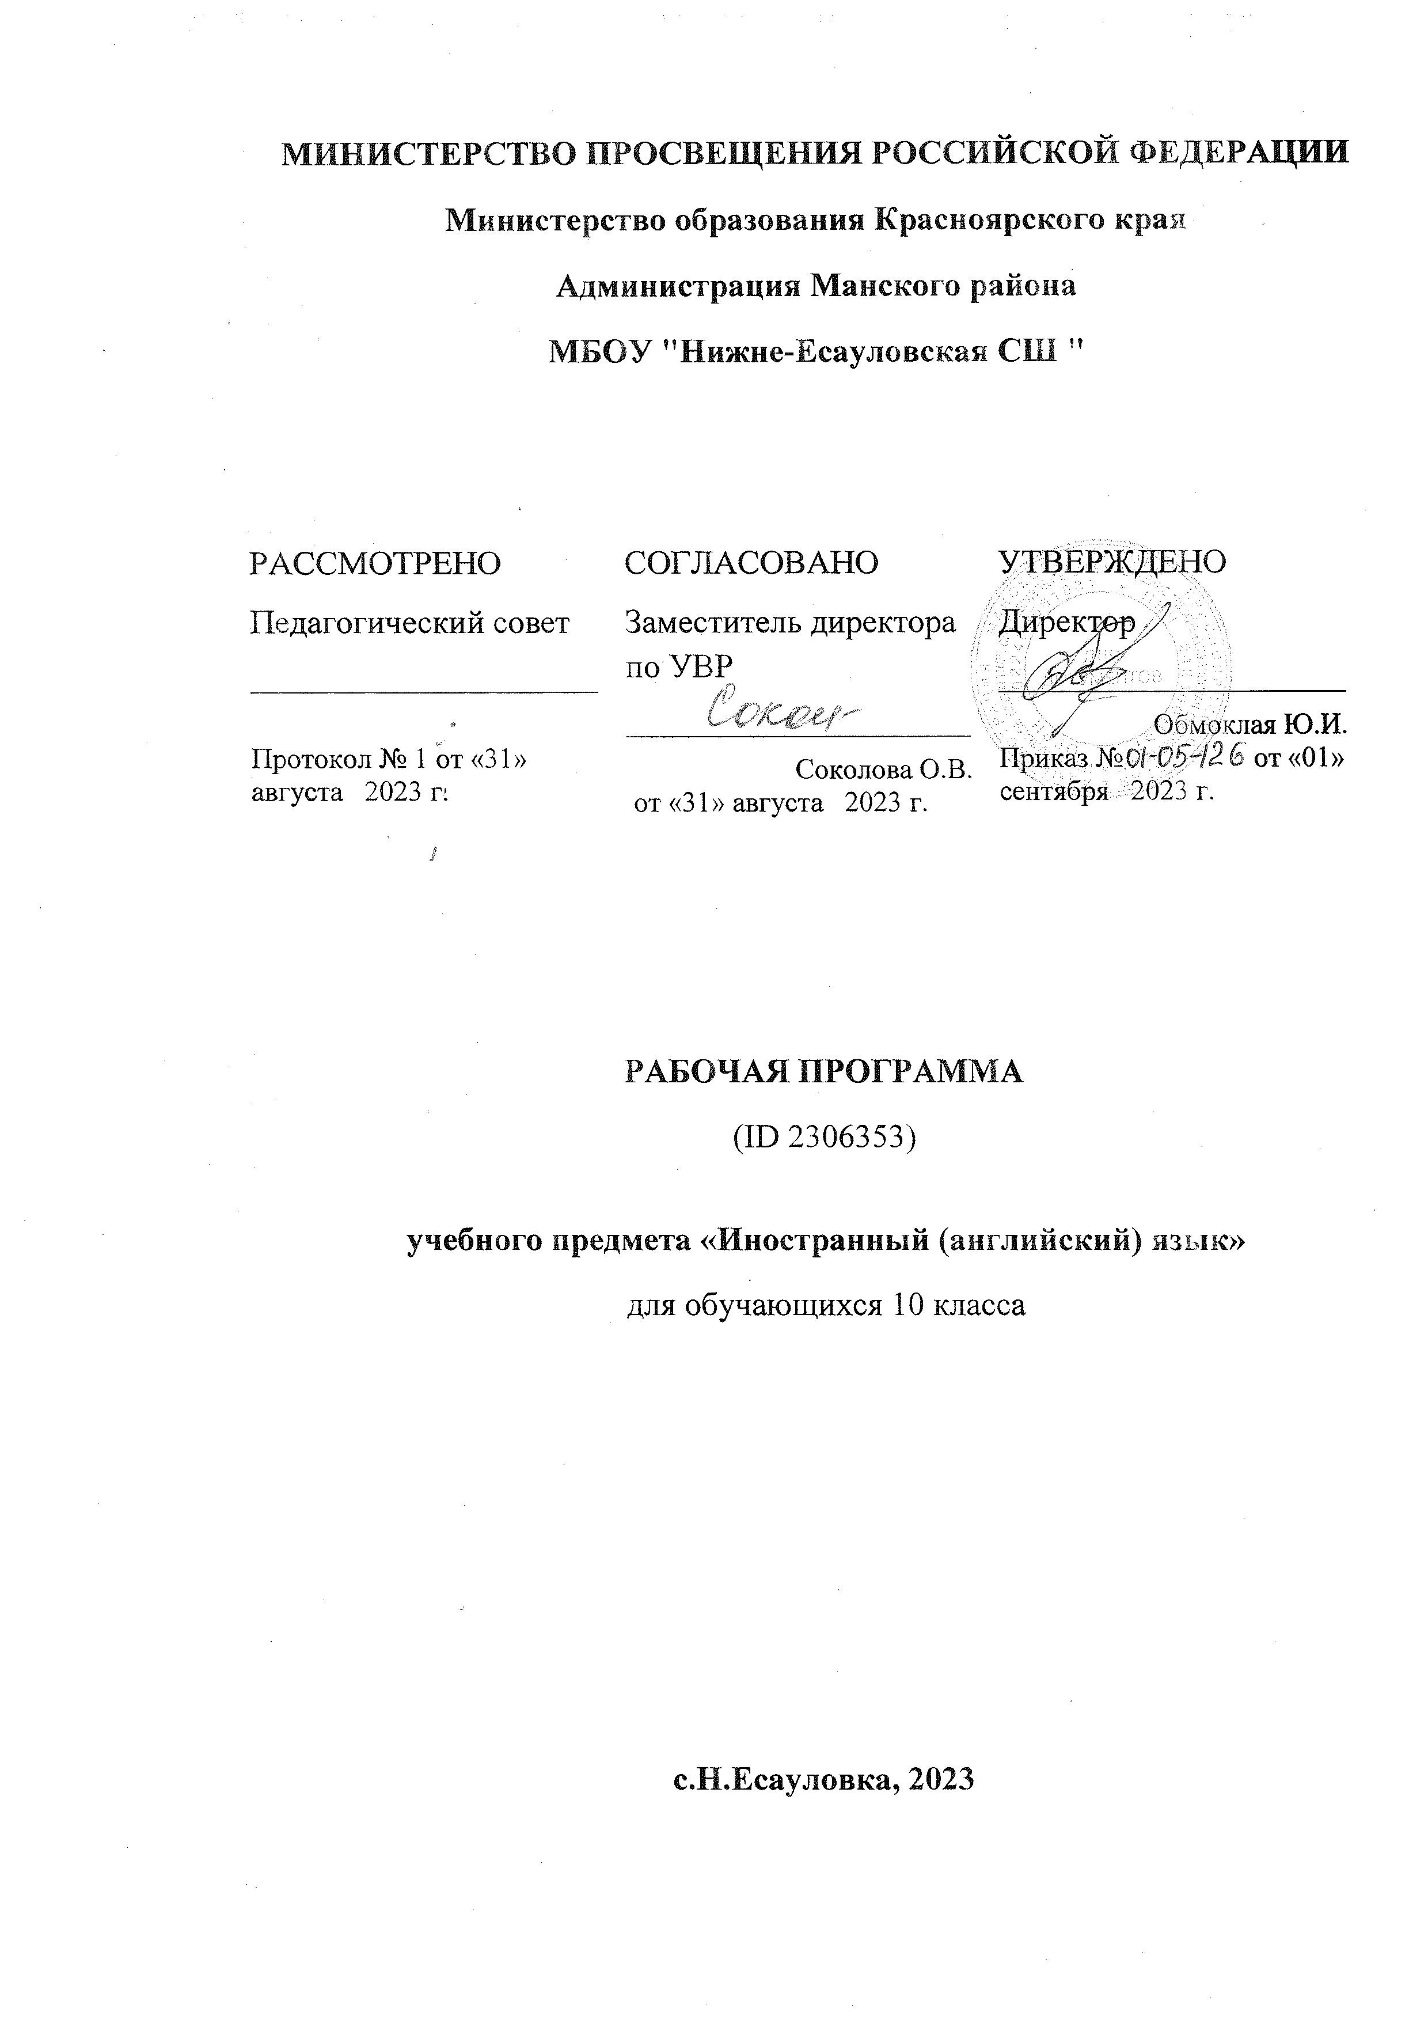 МИНИСТЕРСТВО ПРОСВЕЩЕНИЯ РОССИЙСКОЙ ФЕДЕРАЦИИ
Министерство образования Красноярского края
Администрация Манского района
МБОУ "Нижне-Есауловская СШ "
РАССМОТРЕНО
Педагогический совет
Протокол № 1 от «31»
августа 2023 г.
СОГЛАСОВАНО
Заместитель директора
по УВР
Соколова О.В.
от «31» августа 2023 г.
УТВЕРЖДЕНО
Директор
Обмоклая Ю.И.
Приказ №01-05-126 от «01»
сентября 2023 г.
РАБОЧАЯ ПРОГРАММА
(ID 2306353)
учебного предмета «Иностранный (английский) язык»
для обучающихся 10 класса
с.Н.Есауловка, 2023